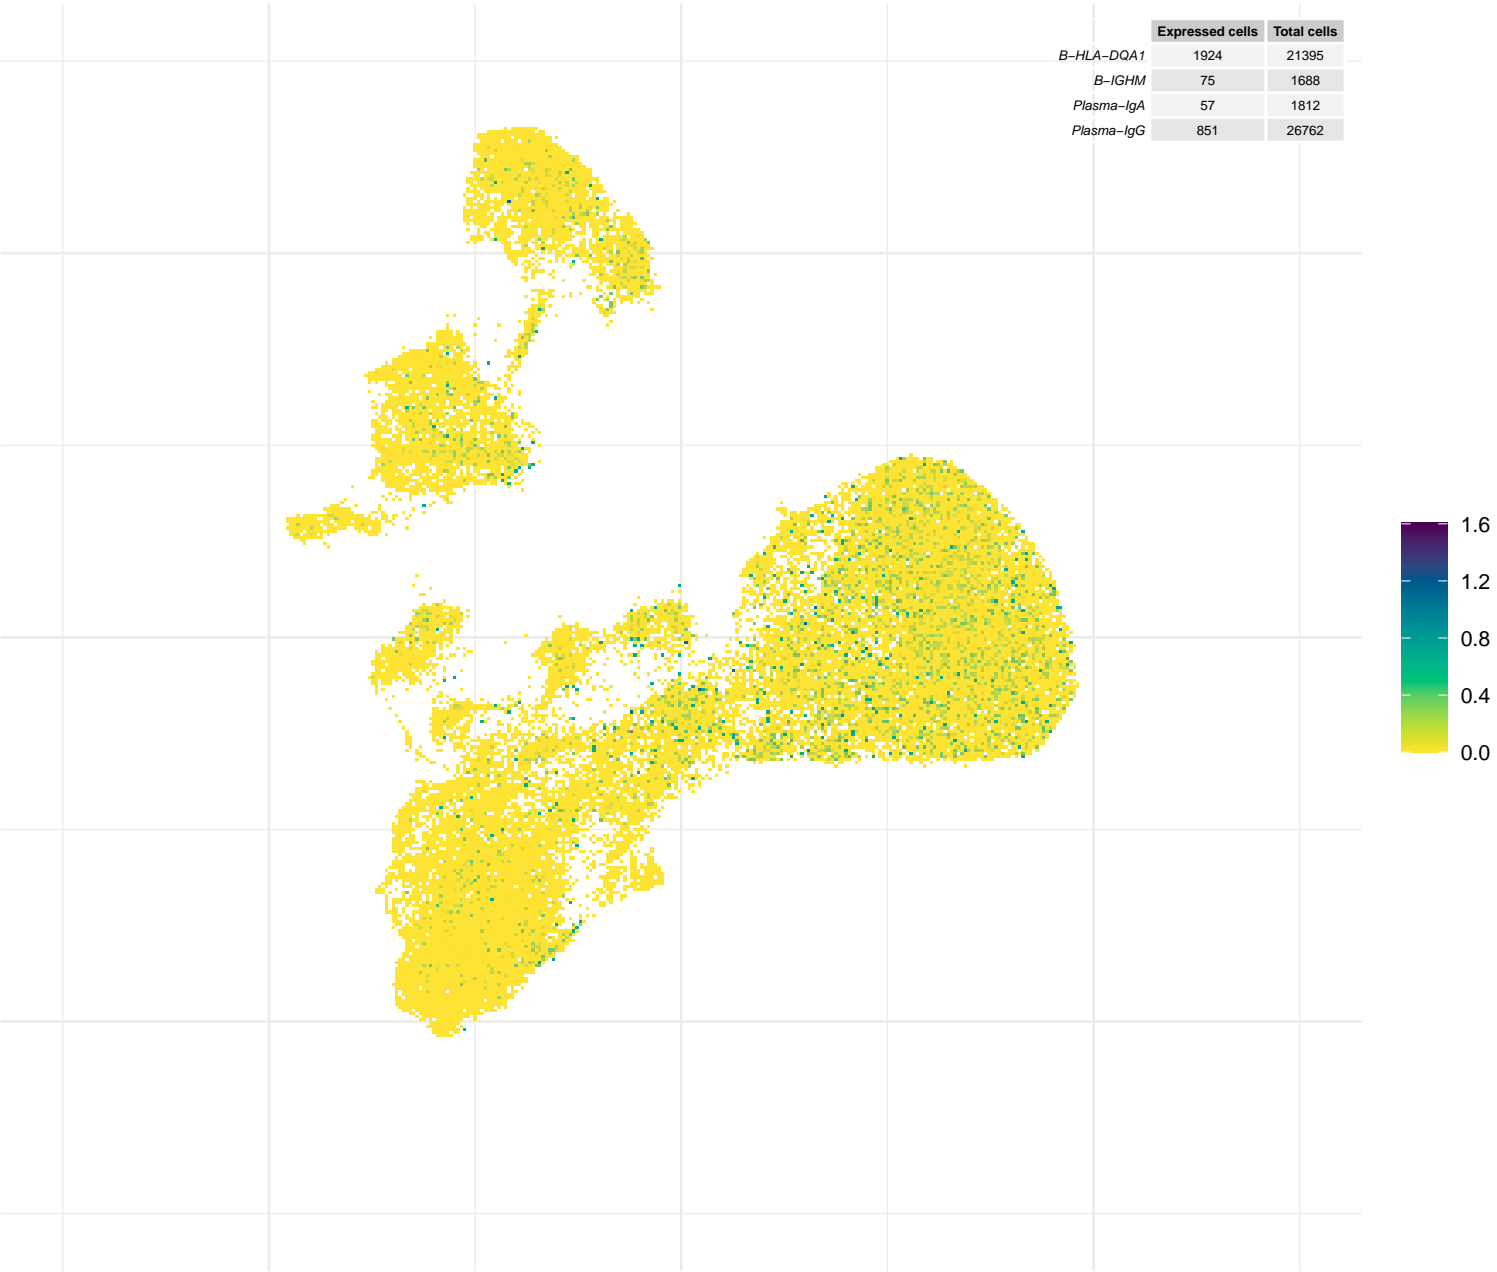 Expressed cells Total cells
B−HLA−DQA1 1924 21395
B−IGHM 75 1688
Plasma−IgA 57 1812
Plasma−IgG 851 26762
1.6
1.2
0.8
0.4
0.0